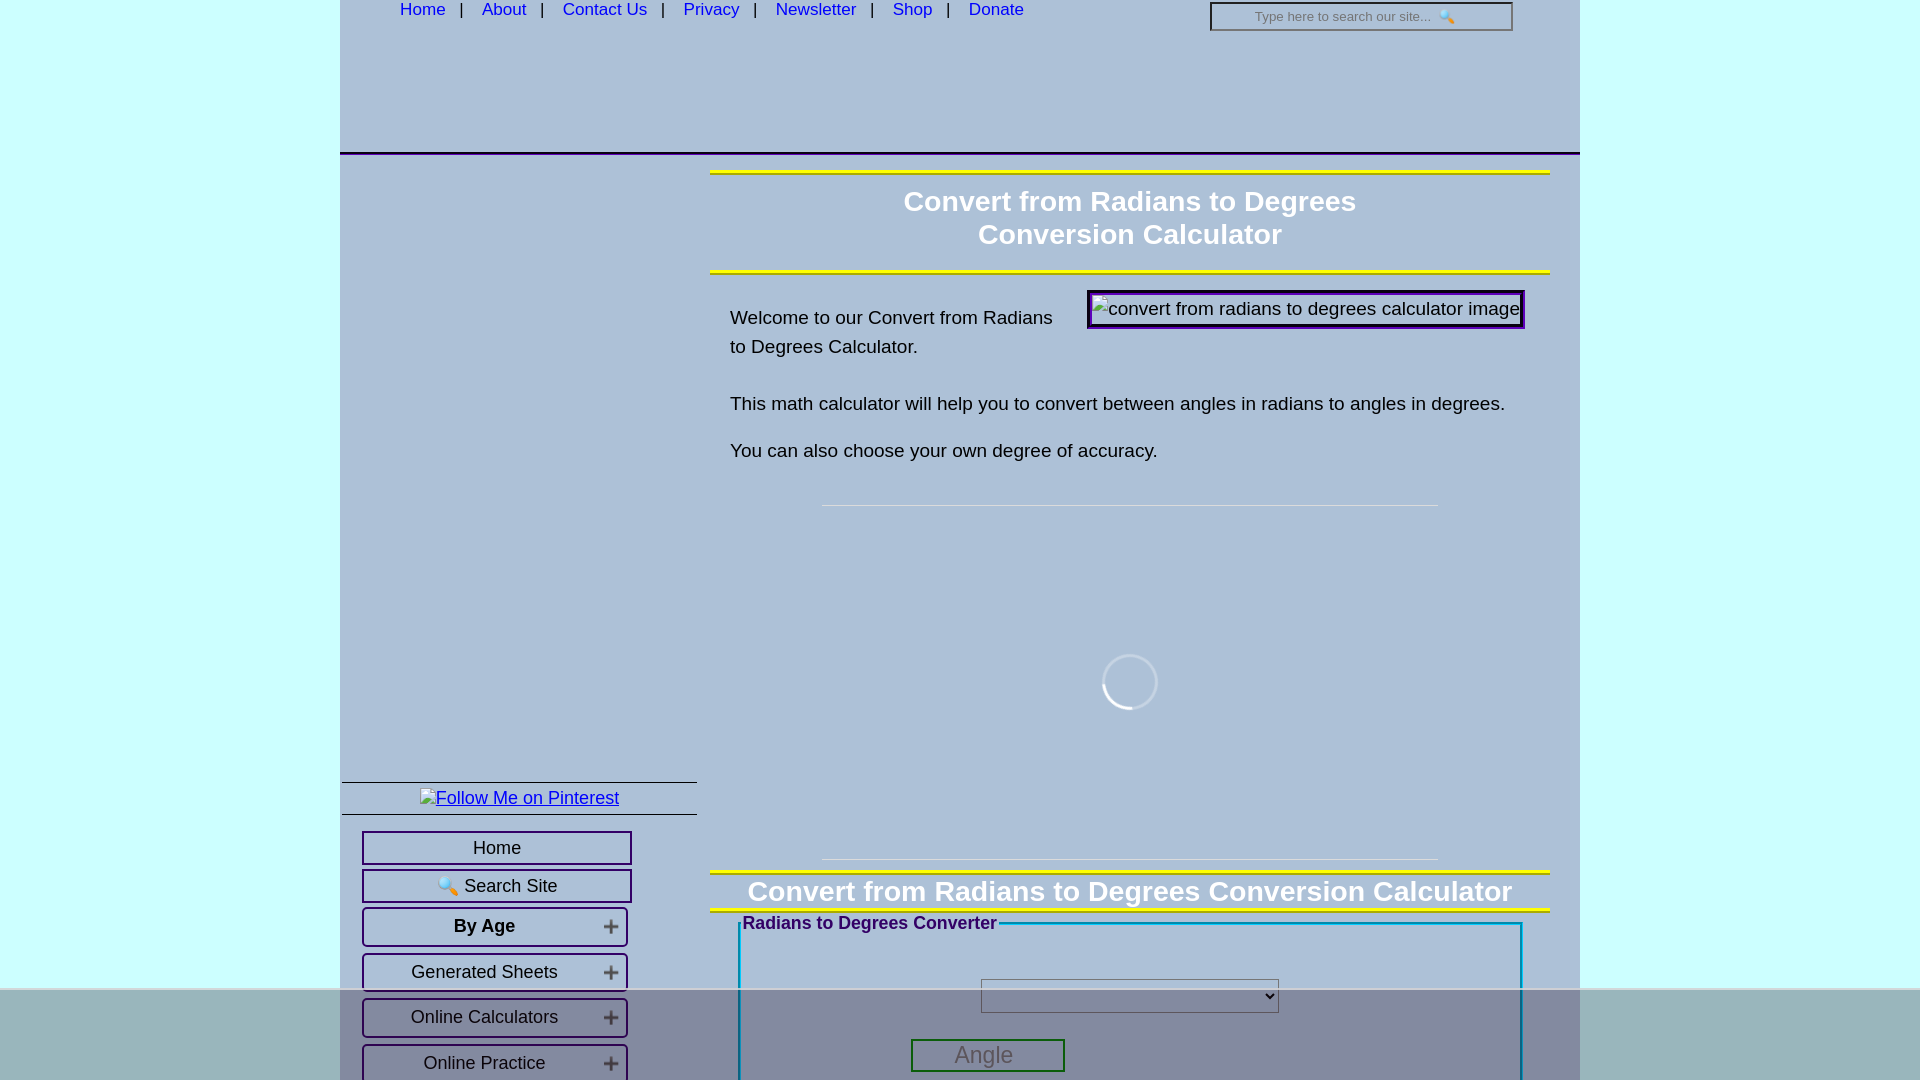 Home | About | Contact Us | Privacy | Newsletter | Shop | Donate
Type here to search our site... 🔍
Convert from Radians to Degrees
Conversion Calculator
convert from radians to degrees calculator image
Welcome to our Convert from Radians
to Degrees Calculator.
This math calculator will help you to convert between angles in radians to angles in degrees.
You can also choose your own degree of accuracy.
Follow Me on Pinterest
Home
🔍 Search Site
By Age
Generated Sheets
Online Calculators
Online Practice
Convert from Radians to Degrees Conversion Calculator
Radians to Degrees Converter
Angle